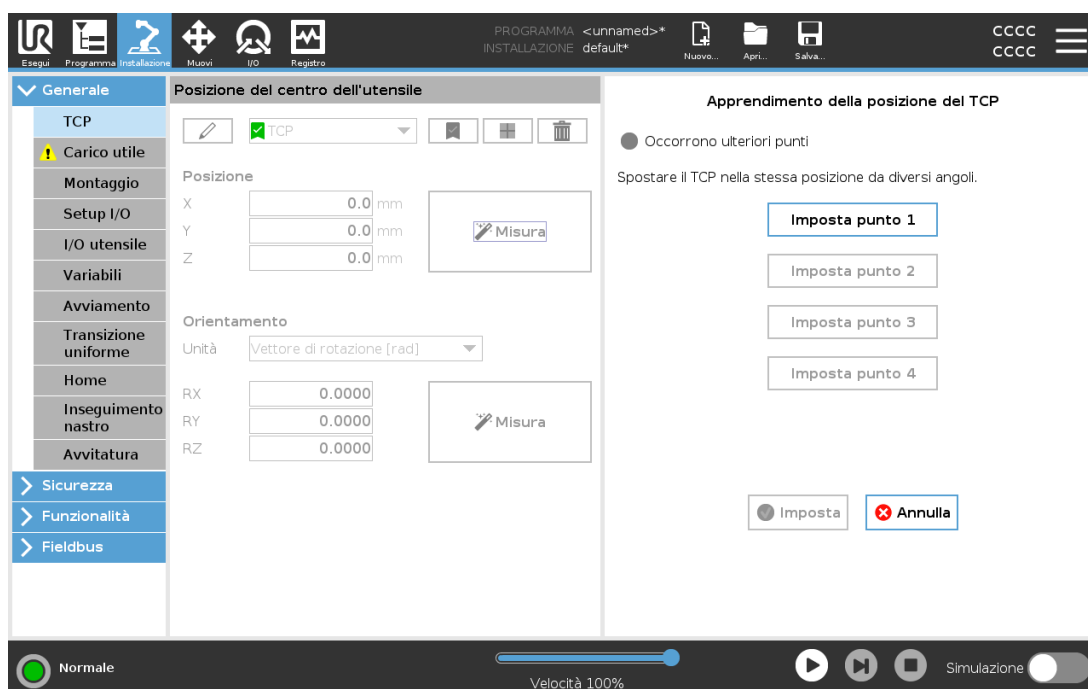 PROGRAMMA <unnamed>*
INSTALLAZIONE default*
Esegui Programma Installazione Muovi I/O Registro
Nuovo... Apri... Salva...
CCCC
CCCC
Generale
TCP
Carico utile
Montaggio
Setup I/O
I/O utensile
Variabili
Avviamento
Transizione
uniforme
Home
Inseguimento
nastro
Avvitatura
Sicurezza
Funzionalità
Fieldbus
Posizione del centro dell'utensile
TCP
Posizione
X 0.0 mm
Y 0.0 mm
Z 0.0 mm
Misura
Orientamento
Unità Vettore di rotazione [rad]
RX 0.0000
RY 0.0000
RZ 0.0000
Misura
Apprendimento della posizione del TCP
Occorrono ulteriori punti
Spostare il TCP nella stessa posizione da diversi angoli.
Imposta punto 1
Imposta punto 2
Imposta punto 3
Imposta punto 4
Imposta Annulla
Normale
Velocità 100%
Simulazione